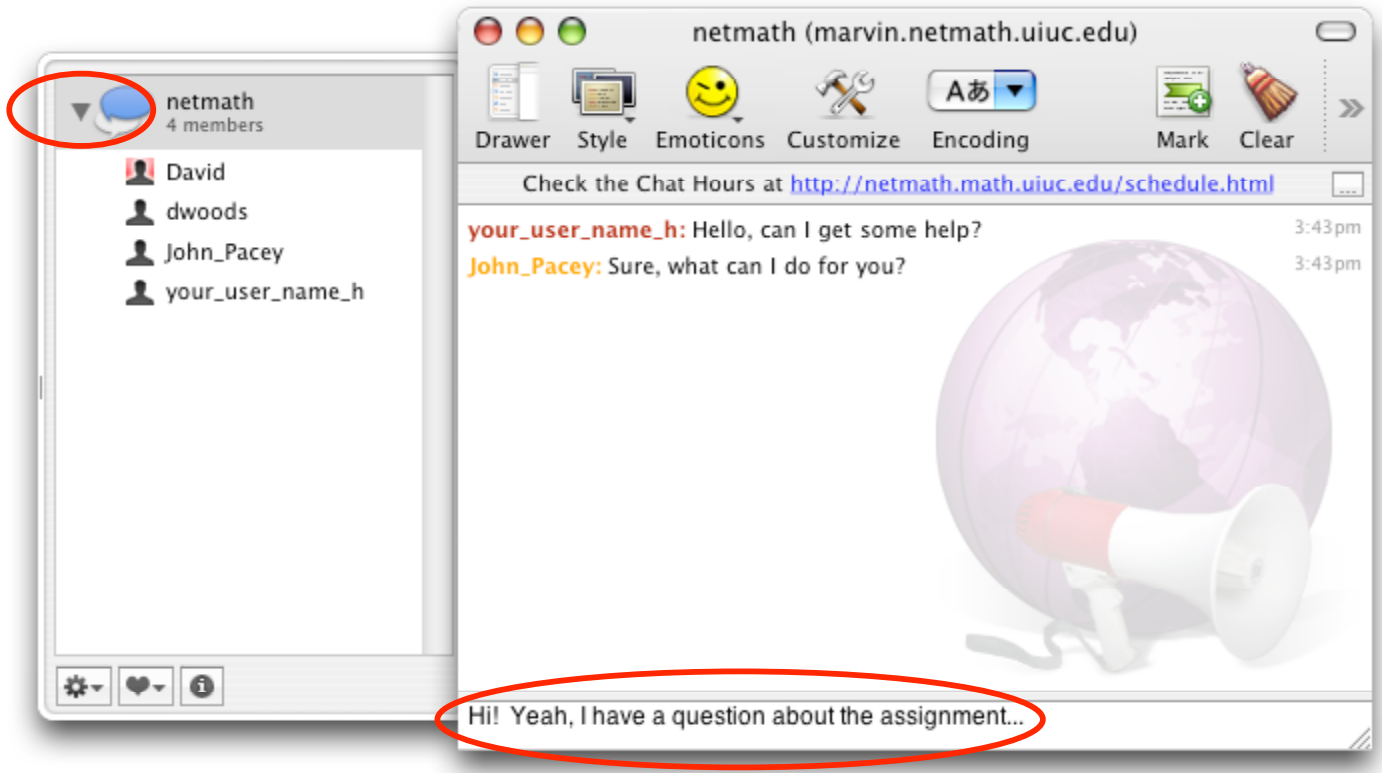 netmath
4 members
David
dwoods
John_Pacey
your_user_name_h
netmath (marvin.netmath.uiuc.edu)
Drawer Style Emoticons Customize Aあ Encoding Mark Clear
Check the Chat Hours at http://netmath.math.uiuc.edu/schedule.html
your_user_name_h: Hello, can I get some help? 3:43pm
John_Pacey: Sure, what can I do for you? 3:43pm
Hi! Yeah, I have a question about the assignment...